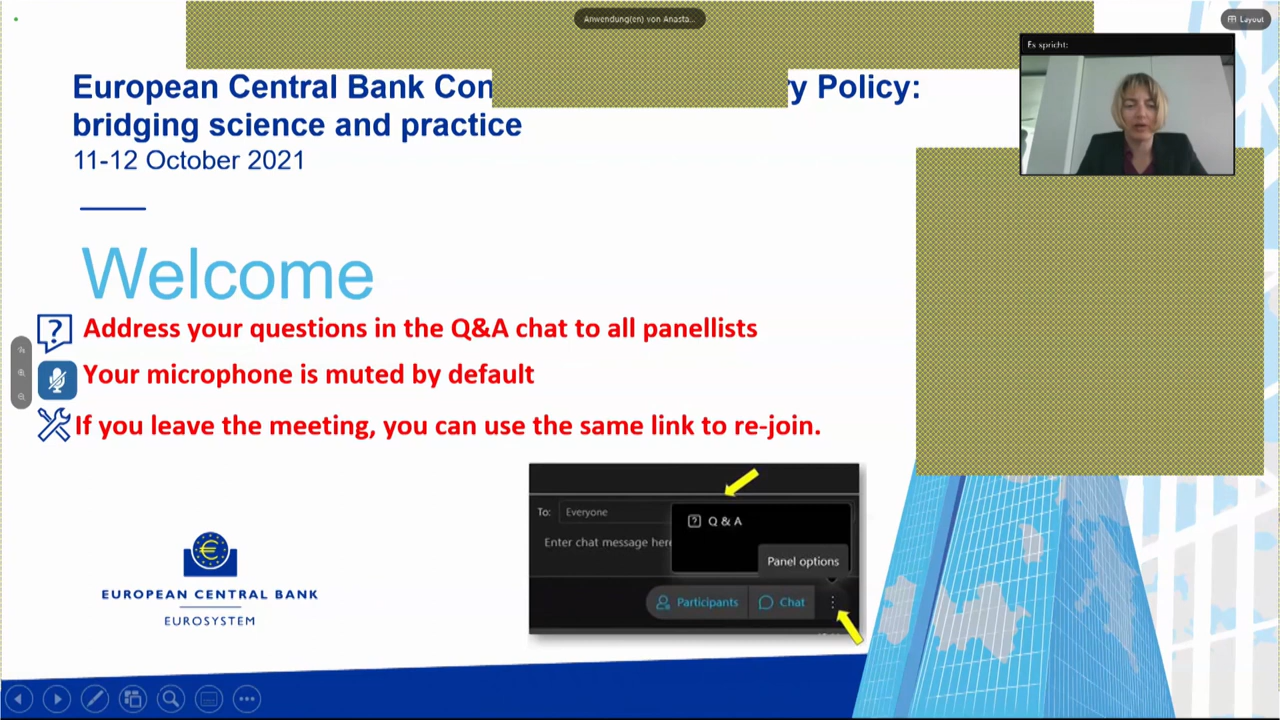 Anwendung(en) von Anasta...
Layout
Es spricht:
European Central Bank Con ry Policy:
bridging science and practice
11-12 October 2021
Welcome
Address your questions in the Q&A chat to all panellists
Your microphone is muted by default
If you leave the meeting, you can use the same link to re-join.
To: Everyone
Q & A
Enter chat message here
Panel options
Participants
Chat
EUROPEAN CENTRAL BANK
EUROSYSTEM